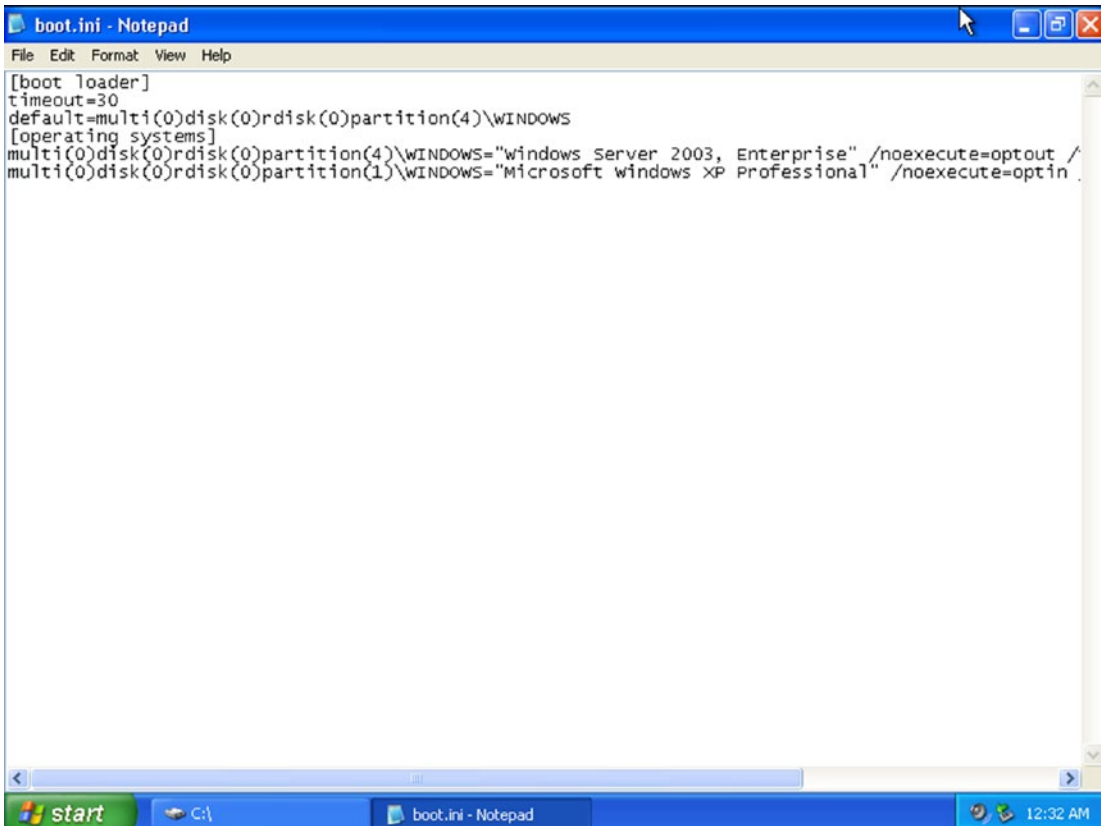 boot.ini - Notepad
File Edit Format View Help
[boot loader]
timeout=30
default=multi(0)disk(0)rdisk(0)partition(4)\WINDOWS
[operating systems]
multi(0)disk(0)rdisk(0)partition(4)\WINDOWS="Windows Server 2003, Enterprise" /noexecute=optout /
multi(0)disk(0)rdisk(0)partition(1)\WINDOWS="Microsoft Windows XP Professional" /noexecute=optin
start C:\ boot.ini - Notepad 12:32 AM